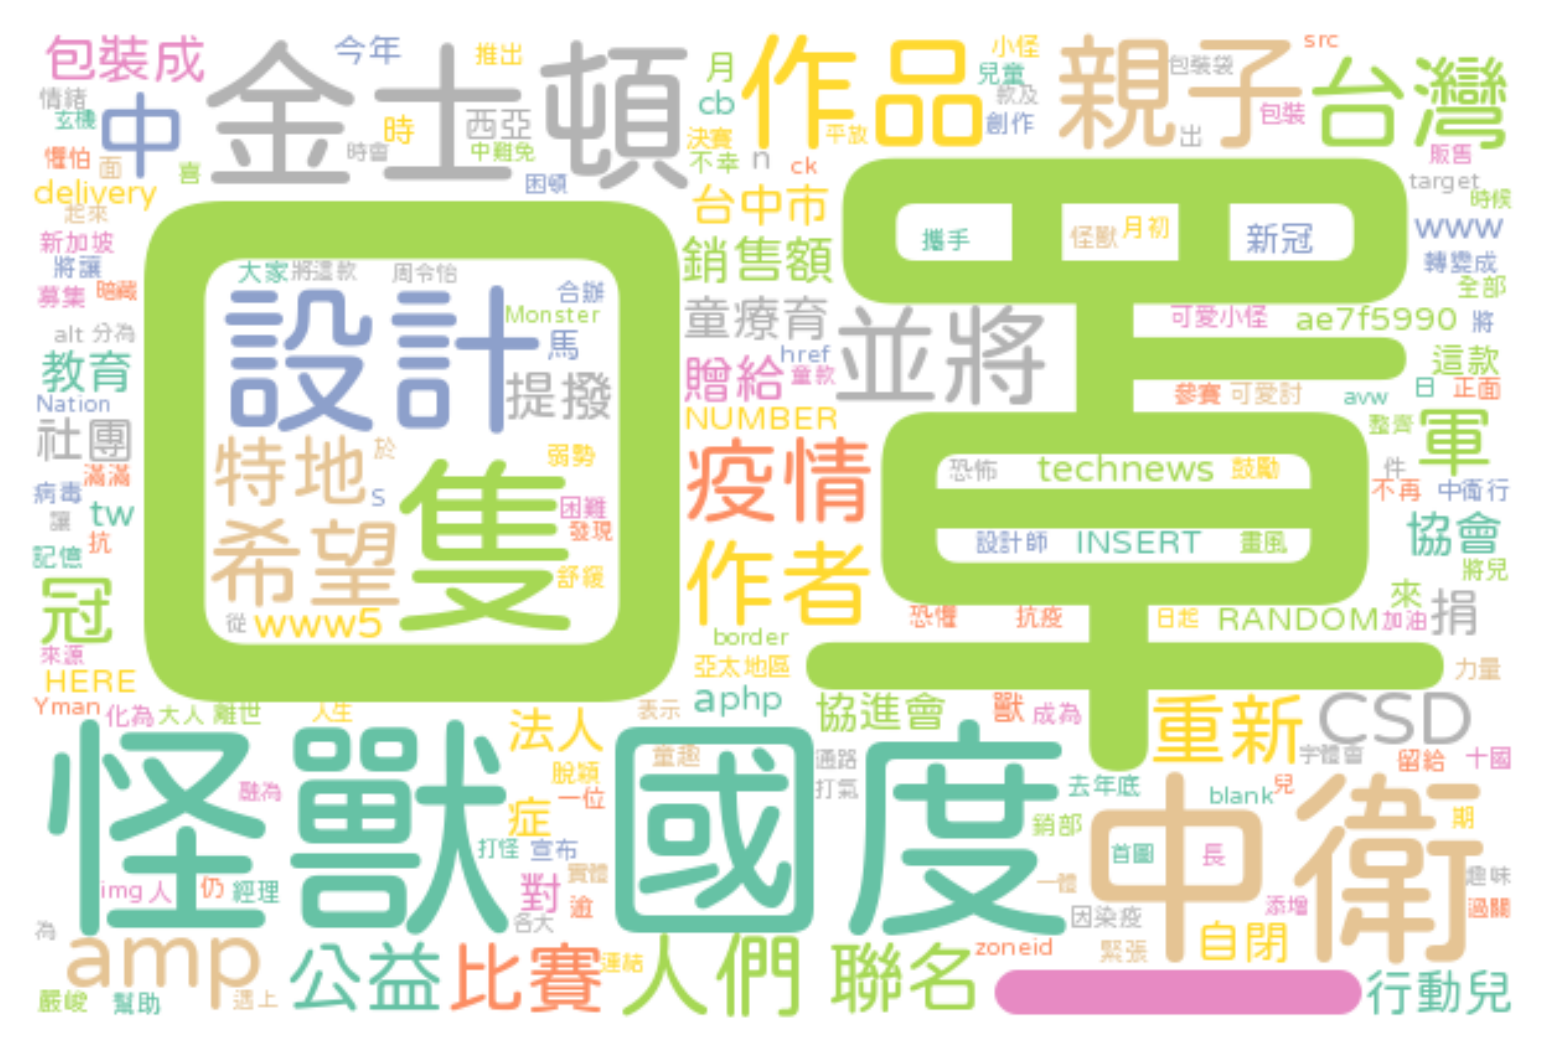 包裝成
金士頓
今年
推出
月
作品
小怪
兒童
親子
包裝袋
src
台灣
情緒
玄機
中
時會
時
西亞
中難免
cb
決賽
平放
款及
創作
包裝
出
懼怕
面
喜
困頓
不幸
n
ck
販售
target
時候
delivery
起來
台中市
口罩
攜手
怪獸
月初
新冠
www
新加坡
大家
將這款
周令怡
銷售額
轉變成
將讓
募集
暗藏
設計
合辦
Monster
馬
童療育
並將
可愛小怪
ae7f5990
將
全部
alt
分為
提撥
贈給
href
童款
這款
教育
Nation
NUMBER
參賽
可愛討
avw
日
正面
社團
特地
於
弱勢
疫情
恐怖
technews
鼓勵
整齊
軍
件
滿滿
病毒
s
隻
困難
不再
中衛行
讓
tw
抗
希望
發現
設計師
INSERT
畫風
協會
記憶
舒緩
作者
將兒
冠
從
www5
恐懼
抗疫
日起
RANDOM
加油
來
捐
來源
border
HERE
亞太地區
力量
Yman
化為
大人
離世
人生
法人
表示
aphp
協進會
獸
成為
重新
CSD
怪獸國度
童趣
通路
打氣
字體會
留給
十國
融為
脫穎
一位
症
去年底
blank
兒
中衛
打怪
宣布
銷部
首圖
長
期
img
人
仍
經理
對
實體
逾
一體
趣味
為
各大
因染疫
添增
過關
amp
公益
比賽
連結
人們
聯名
zoneid
緊張
自閉
嚴峻
幫助
遇上
一
行動兒